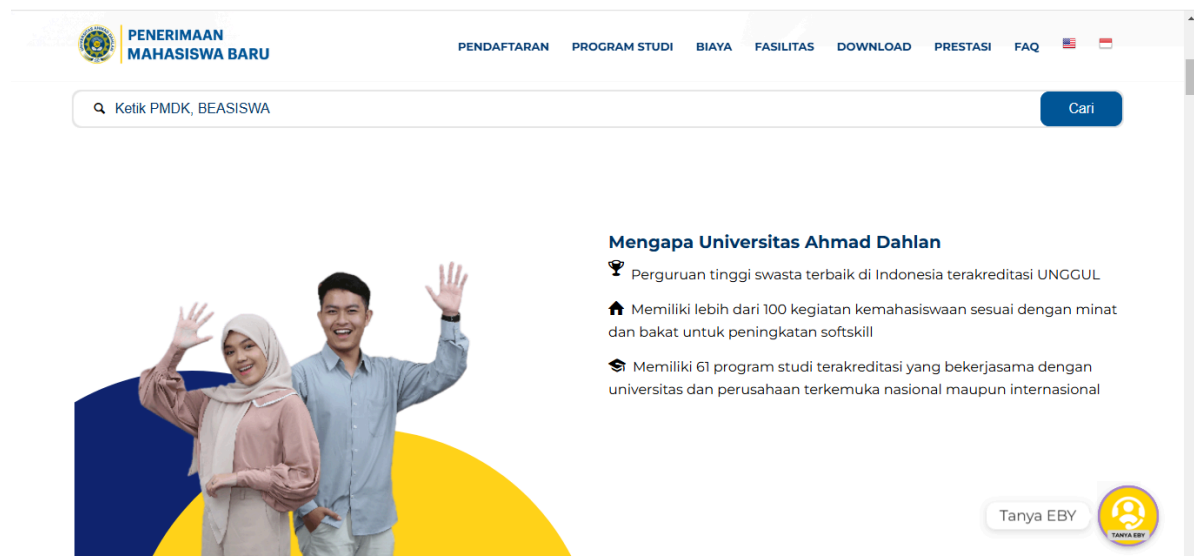 PENERIMAAN
MAHASISWA BARU
PENDAFTARAN PROGRAM STUDI BIAYA FASILITAS DOWNLOAD PRESTASI FAQ
Ketik PMDK, BEASISWA
Cari
Mengapa Universitas Ahmad Dahlan
Perguruan tinggi swasta terbaik di Indonesia terakreditasi UNGGUL
Memiliki lebih dari 100 kegiatan kemahasiswaan sesuai dengan minat
dan bakat untuk peningkatan softskill
Memiliki 61 program studi terakreditasi yang bekerjasama dengan
universitas dan perusahaan terkemuka nasional maupun internasional
Tanya EBY
TANYA EBY